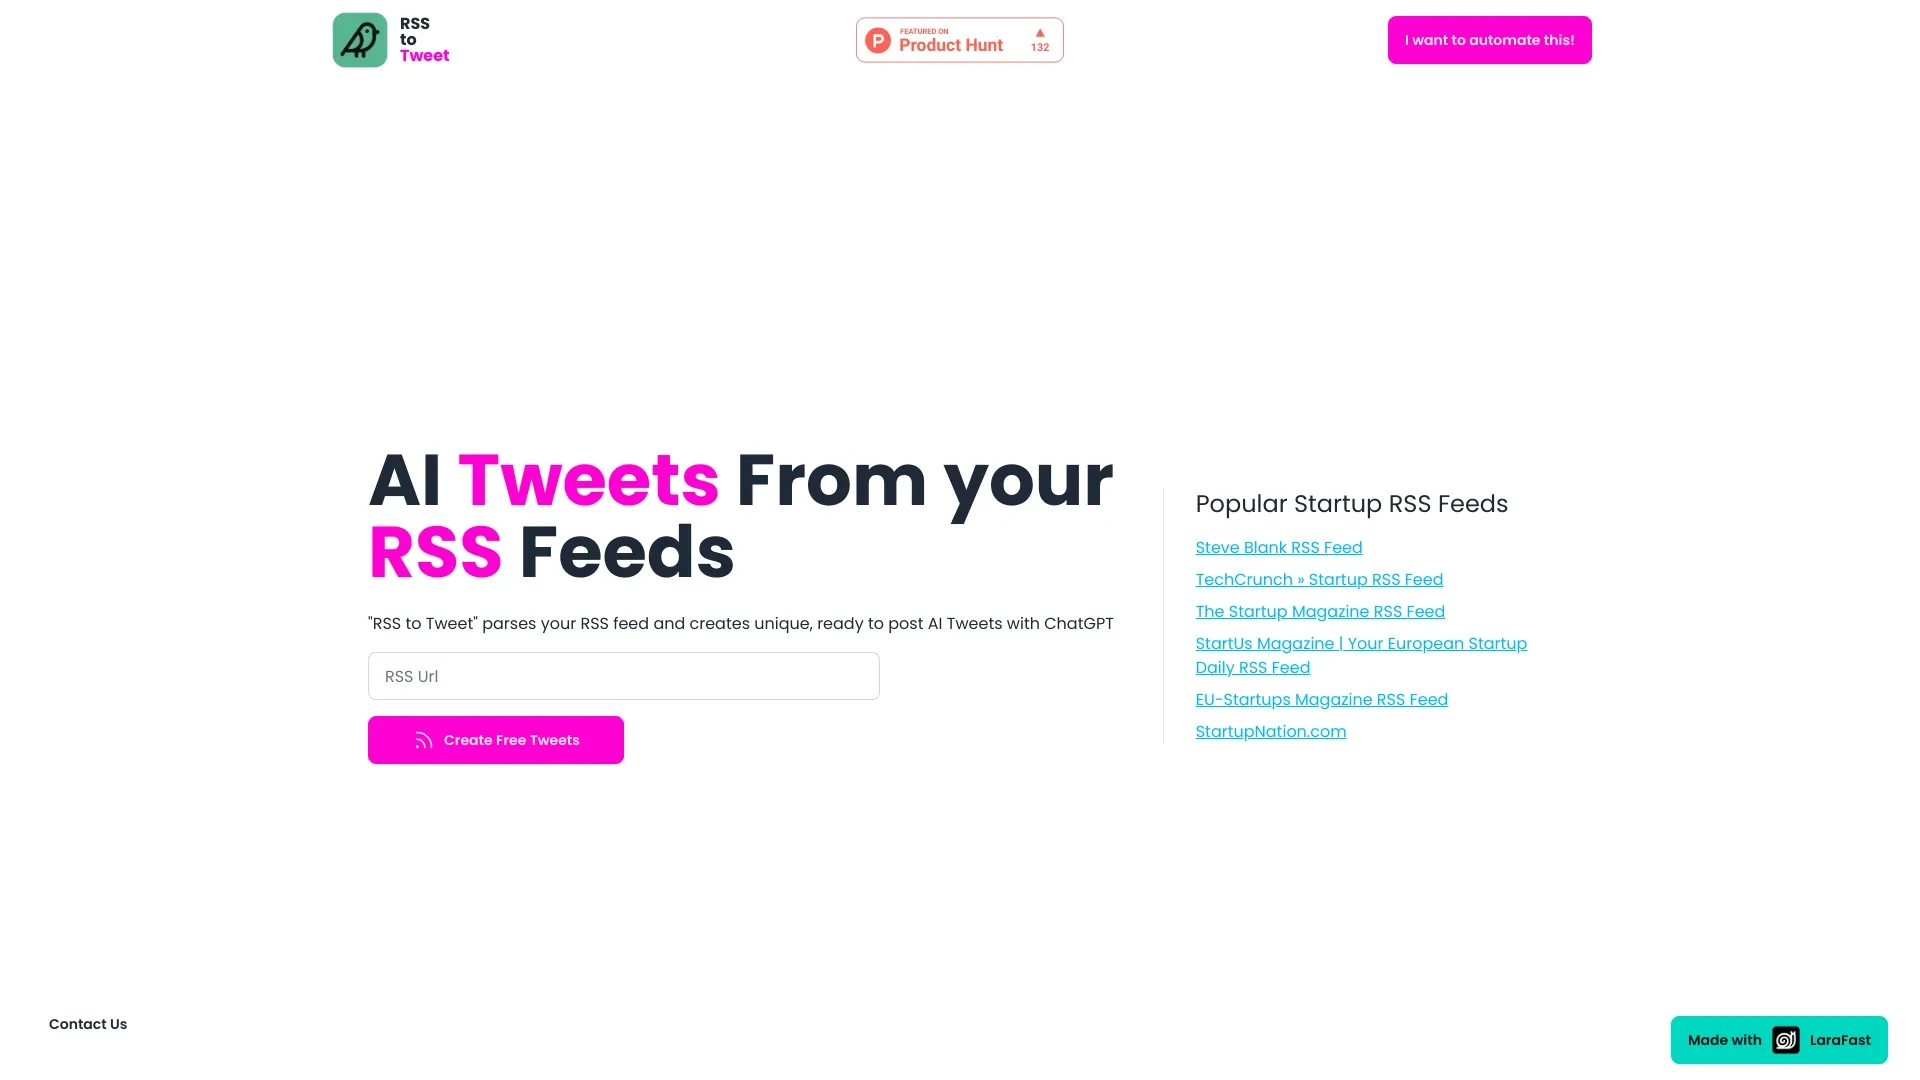 RSS
to
Tweet
FEATURED ON
Product Hunt
132
I want to automate this!
AI Tweets From your
RSS Feeds
"RSS to Tweet" parses your RSS feed and creates unique, ready to post AI Tweets with ChatGPT
RSS Url
Create Free Tweets
Popular Startup RSS Feeds
Steve Blank RSS Feed
TechCrunch » Startup RSS Feed
The Startup Magazine RSS Feed
StartUs Magazine | Your European Startup
Daily RSS Feed
EU-Startups Magazine RSS Feed
StartupNation.com
Contact Us
Made with LaraFast